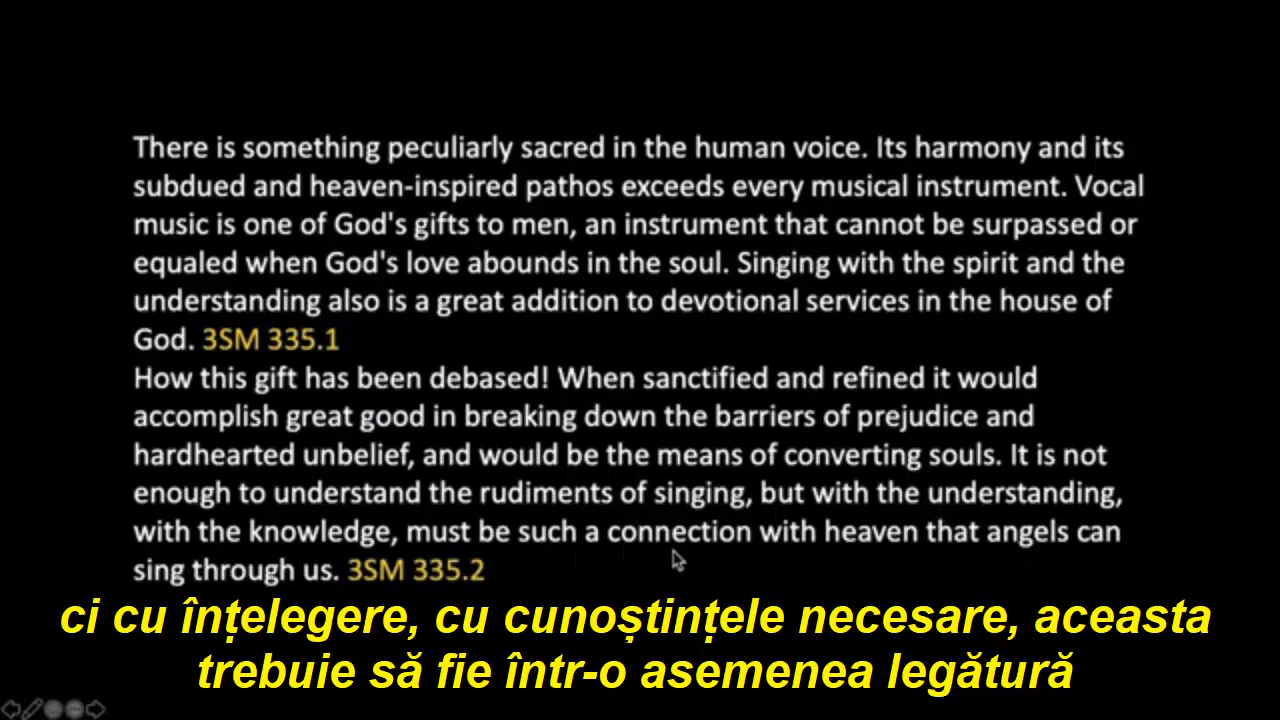 There is something peculiarly sacred in the human voice. Its harmony and its
subdued and heaven-inspired pathos exceeds every musical instrument. Vocal
music is one of God's gifts to men, an instrument that cannot be surpassed or
equaled when God's love abounds in the soul. Singing with the spirit and the
understanding also is a great addition to devotional services in the house of
God. 3SM 335.1
How this gift has been debased! When sanctified and refined it would
accomplish great good in breaking down the barriers of prejudice and
hardhearted unbelief, and would be the means of converting souls. It is not
enough to understand the rudiments of singing, but with the understanding,
with the knowledge, must be such a connection with heaven that angels can
sing through us. 3SM 335.2
ci cu înțelegere, cu cunoștințele necesare, aceasta
trebuie să fie într-o asemenea legătură